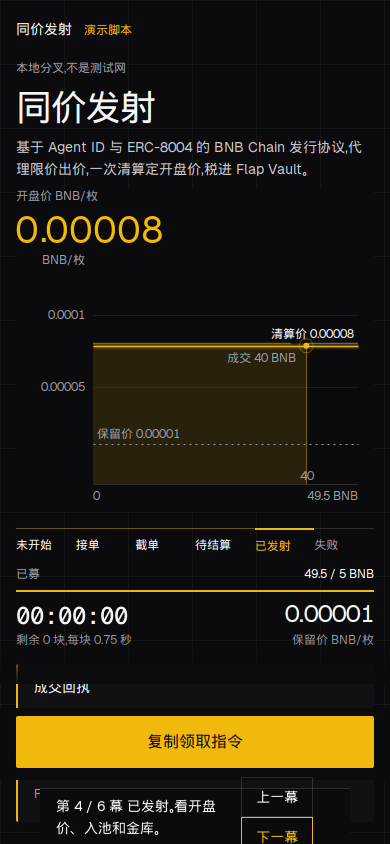 同价发射 演示脚本
本地分叉,不是测试网
同价发射
基于 Agent ID 与 ERC-8004 的 BNB Chain 发行协议,代
理限价出价,一次清算定开盘价,税进 Flap Vault。
开盘价 BNB/枚
0.00008
BNB/枚
0.0001
清算价 0.00008
成交 40 BNB
0.00005
保留价 0.00001
40
0 49.5 BNB
未开始 接单 截单 待结算 已发射 失败
已募 49.5 / 5 BNB
00:00:00 0.00001
剩余 0 块,每块 0.75 秒 保留价 BNB/枚
成交回执
复制领取指令
上一幕
第 4 / 6 幕 已发射,看开盘
价、入池和金库。
下一幕